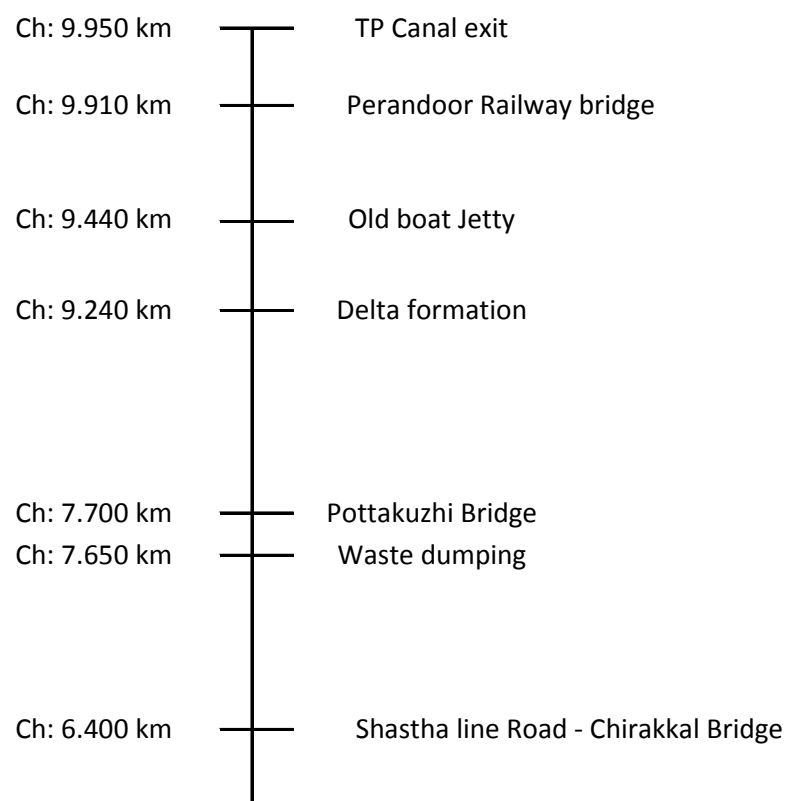 Ch: 9.950 km TP Canal exit
Ch: 9.910 km Perandoor Railway bridge
Ch: 9.440 km Old boat Jetty
Ch: 9.240 km Delta formation
Ch: 7.700 km Pottakuzhi Bridge
Ch: 7.650 km Waste dumping
Ch: 6.400 km Shastha line Road - Chirakkal Bridge